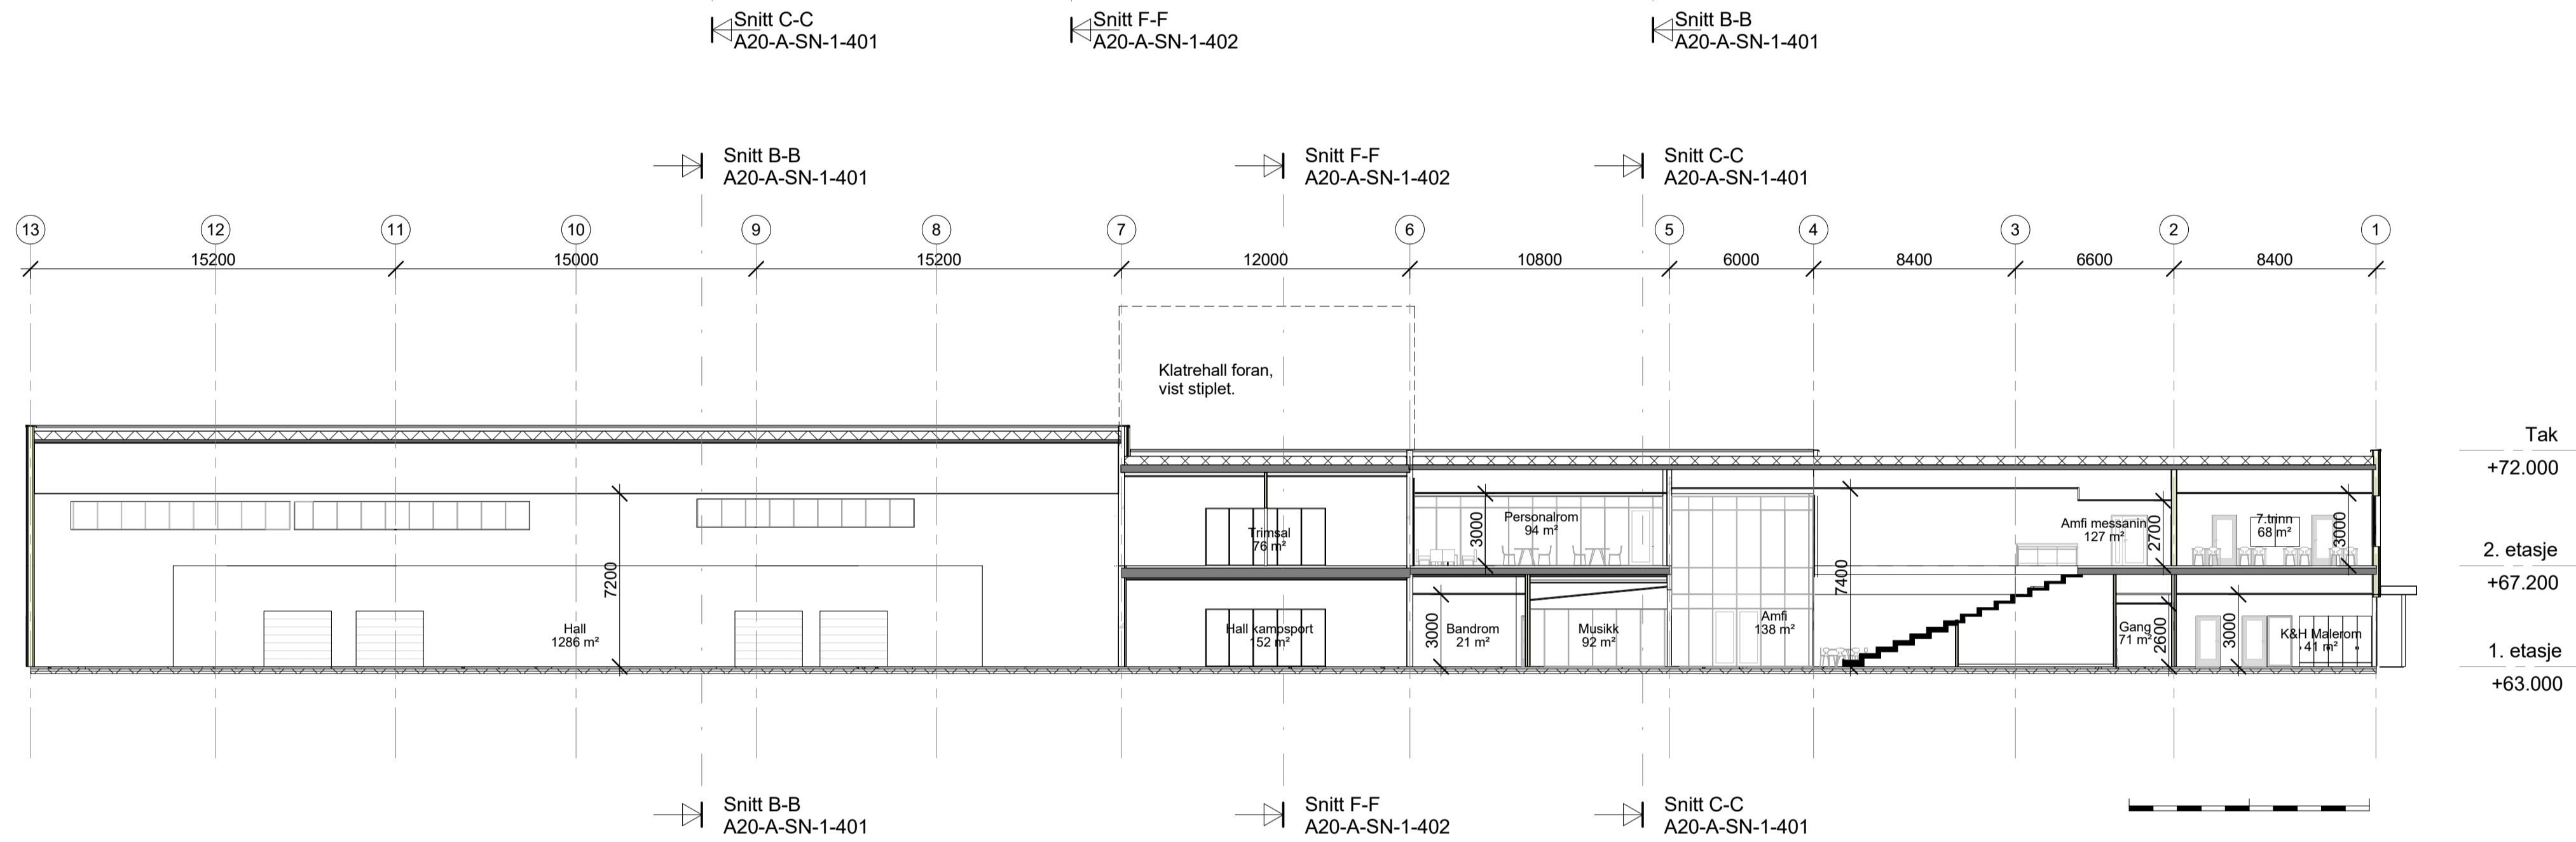 Snitt C-C
A20-A-SN-1-401
Snitt F-F
A20-A-SN-1-402
Snitt B-B
A20-A-SN-1-401
Snitt B-B
A20-A-SN-1-401
Snitt F-F
A20-A-SN-1-402
Snitt C-C
A20-A-SN-1-401
13 12 11 10 9 8 7 6 5 4 3 2 1
15200 15000 15200 12000 10800 6000 8400 6600 8400
Klatrehall foran,
vist stiplet.
Tak
+72.000
2. etasje
+67.200
1. etasje
+63.000
Trimsal
76 m²
3000
Personalrom
94 m²
Amfi messanin
127 m²
2700
7.trinn
68 m²
3000
7200
7400
Hall
1286 m²
Hall kampsport
152 m²
3000
Bandrom
21 m²
Musikk
92 m²
Amfi
138 m²
Gang
71 m²
2600
3000
K&H Malerom
41 m²
Snitt B-B
A20-A-SN-1-401
Snitt F-F
A20-A-SN-1-402
Snitt C-C
A20-A-SN-1-401